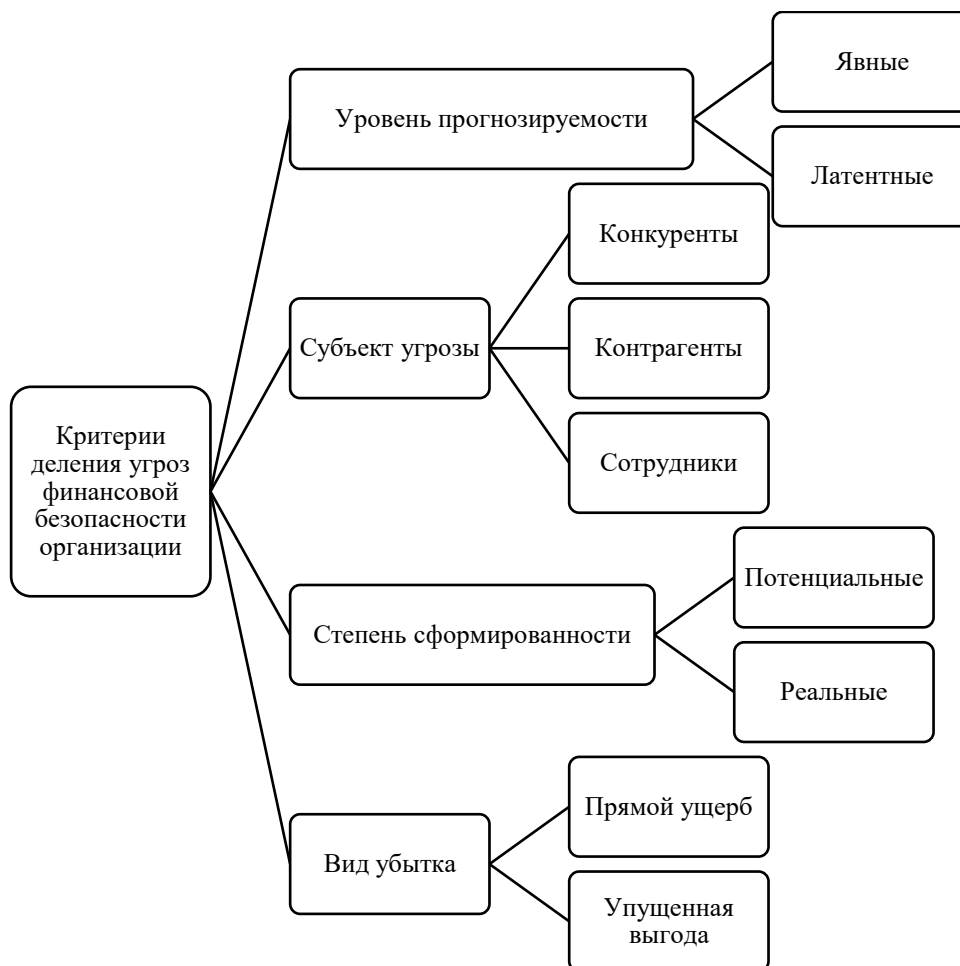 Критерии
деления угроз
финансовой
безопасности
организации
Уровень прогнозируемости
Явные
Латентные
Субъект угрозы
Конкуренты
Контрагенты
Сотрудники
Степень сформированности
Потенциальные
Реальные
Вид убытка
Прямой ущерб
Упущенная
выгода